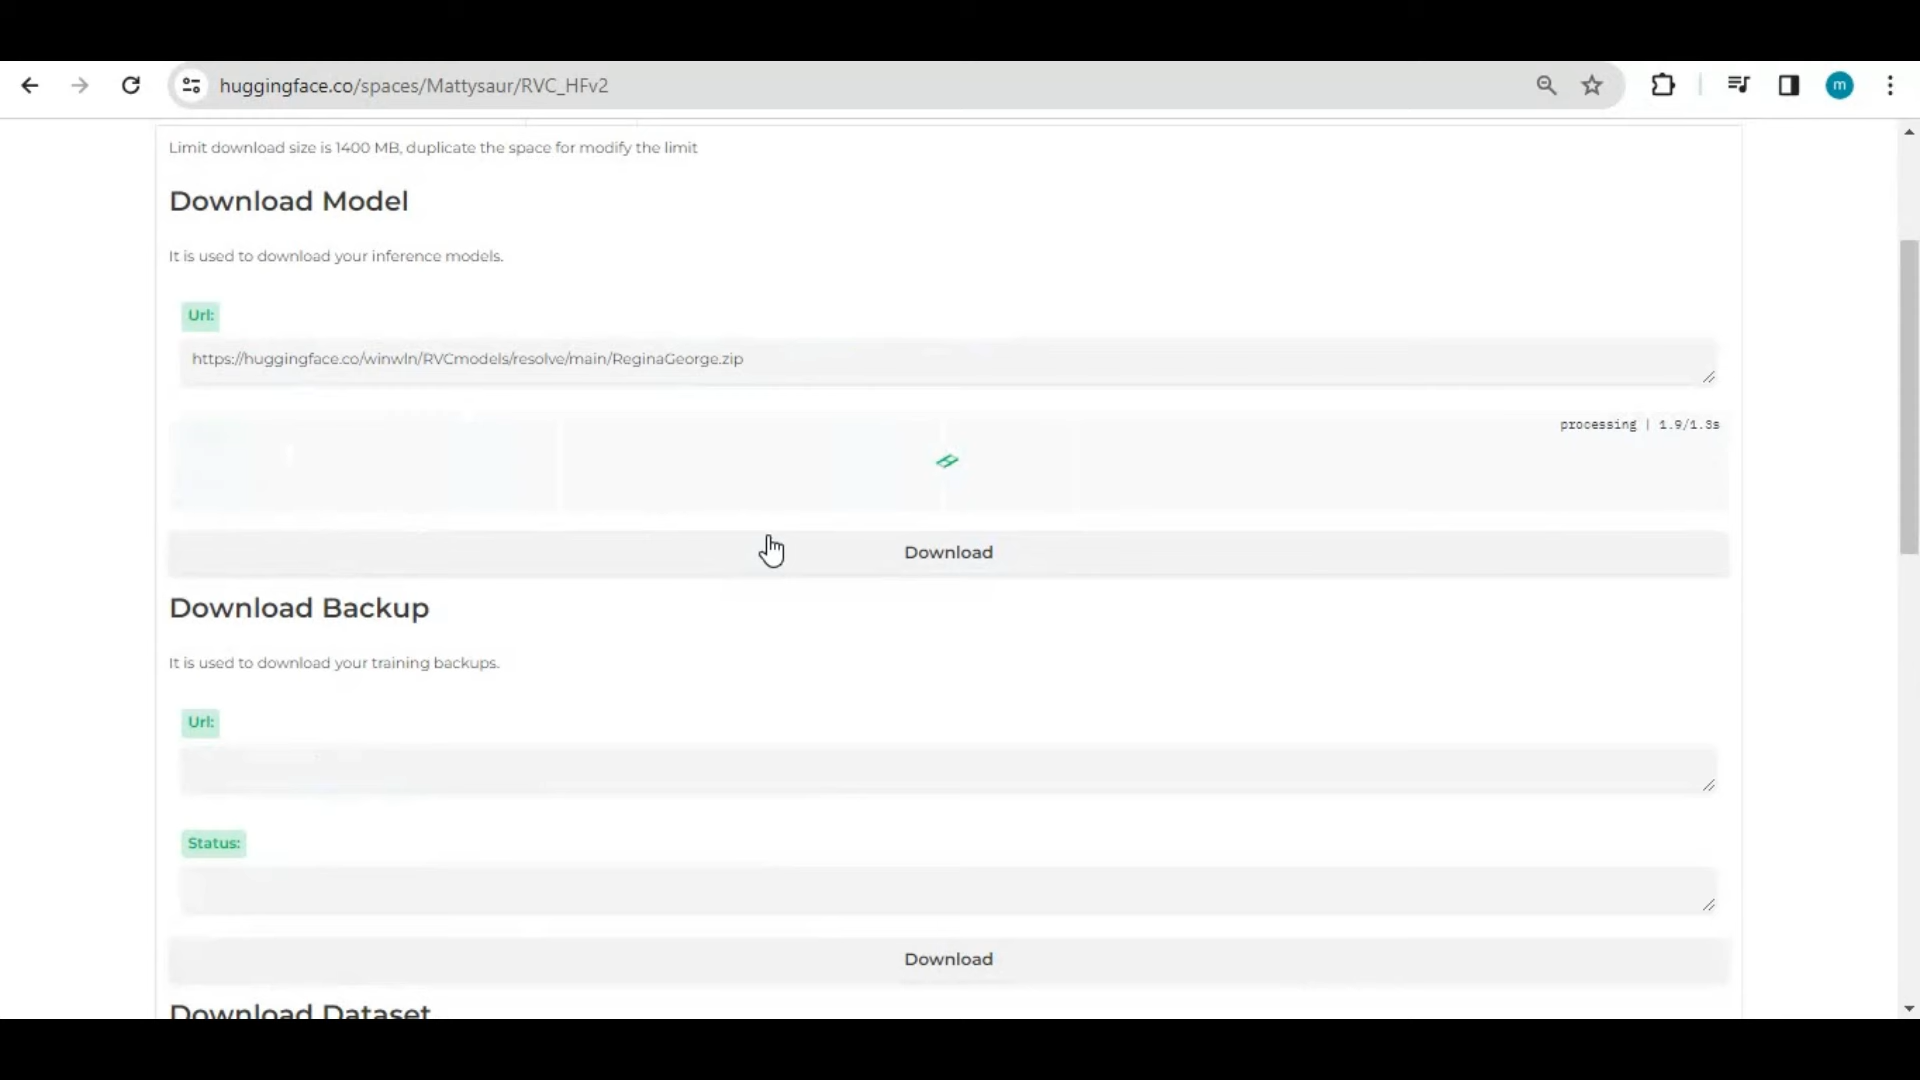 huggingface.co/spaces/Mattysaur/RVC_HFv2
m
Limit download size is 1400 MB, duplicate the space for modify the limit
Download Model
It is used to download your inference models.
Url:
https://huggingface.co/winwln/RVCmodels/resolve/main/ReginaGeorge.zip
processing | 1.9/1.3s
Download
Download Backup
It is used to download your training backups.
Url:
Status:
Download
Download Dataset